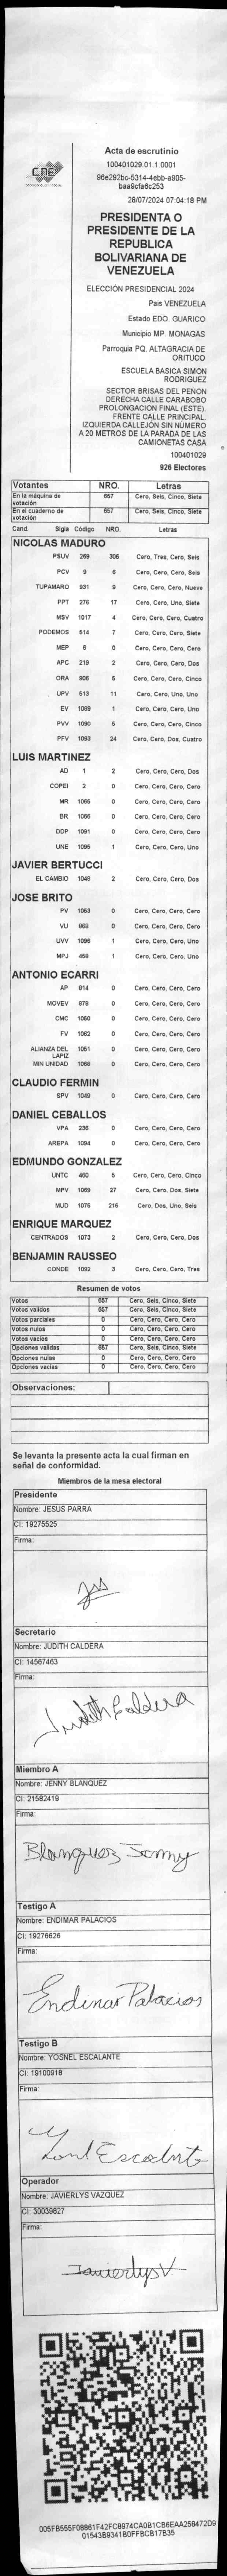 CNE
Acta de escrutinio
100401029.01.1.0001
96e292bc-5314-4ebb-a905-
baa9cfa6c253
28/07/2024 07:04:18 PM
PRESIDENTA O
PRESIDENTE DE LA
REPUBLICA
BOLIVARIANA DE
VENEZUELA
ELECCIÓN PRESIDENCIAL 2024
Pais VENEZUELA
Estado EDO. GUARICO
Municipio MP. MONAGAS
Parroquia PQ. ALTAGRACIA DE
ORITUCO
ESCUELA BASICA SIMON
RODRIGUEZ
SECTOR BRISAS DEL PEÑON
DERECHA CALLE CARABOBO
PROLONGACION FINAL (ESTE).
FRENTE CALLE PRINCIPAL.
IZQUIERDA CALLEJÓN SIN NÚMERO
A 20 METROS DE LA PARADA DE LAS
CAMIONETAS CASA
100401029
926 Electores
Votantes NRO. Letras
En la máquina de votación 657 Cero, Seis, Cinco, Siete
En el cuaderno de votación 657 Cero, Seis, Cinco, Siete
Cand. Sigla Código NRO. Letras
NICOLAS MADURO
PSUV 269 306 Cero, Tres, Cero, Seis
PCV 9 6 Cero, Cero, Cero, Seis
TUPAMARO 931 9 Cero, Cero, Cero, Nueve
PPT 276 17 Cero, Cero, Uno, Siete
MSV 1017 4 Cero, Cero, Cero, Cuatro
PODEMOS 514 7 Cero, Cero, Cero, Siete
MEP 6 0 Cero, Cero, Cero, Cero
APC 219 2 Cero, Cero, Cero, Dos
ORA 906 5 Cero, Cero, Cero, Cinco
UPV 513 11 Cero, Cero, Uno, Uno
EV 1089 1 Cero, Cero, Cero, Uno
PVV 1090 5 Cero, Cero, Cero, Cinco
PFV 1093 24 Cero, Cero, Dos, Cuatro
LUIS MARTINEZ
AD 1 2 Cero, Cero, Cero, Dos
COPEI 2 0 Cero, Cero, Cero, Cero
MR 1065 0 Cero, Cero, Cero, Cero
BR 1066 0 Cero, Cero, Cero, Cero
DDP 1091 0 Cero, Cero, Cero, Cero
UNE 1095 1 Cero, Cero, Cero, Uno
JAVIER BERTUCCI
EL CAMBIO 1048 2 Cero, Cero, Cero, Dos
JOSE BRITO
PV 1053 0 Cero, Cero, Cero, Cero
VU 988 0 Cero, Cero, Cero, Cero
UVV 1096 1 Cero, Cero, Cero, Uno
MPJ 468 1 Cero, Cero, Cero, Uno
ANTONIO ECARRI
AP 914 0 Cero, Cero, Cero, Cero
MOVEV 978 0 Cero, Cero, Cero, Cero
CMC 1050 0 Cero, Cero, Cero, Cero
FV 1062 0 Cero, Cero, Cero, Cero
ALIANZA DEL LAPIZ 1061 0 Cero, Cero, Cero, Cero
MIN UNIDAD 1068 0 Cero, Cero, Cero, Cero
CLAUDIO FERMIN
SPV 1049 0 Cero, Cero, Cero, Cero
DANIEL CEBALLOS
VPA 236 0 Cero, Cero, Cero, Cero
AREPA 1094 0 Cero, Cero, Cero, Cero
EDMUNDO GONZALEZ
UNTC 460 5 Cero, Cero, Cero, Cinco
MPV 1069 27 Cero, Cero, Dos, Siete
MUD 1075 216 Cero, Dos, Uno, Seis
ENRIQUE MARQUEZ
CENTRADOS 1073 2 Cero, Cero, Cero, Dos
BENJAMIN RAUSSEO
CONDE 1092 3 Cero, Cero, Cero, Tres
Resumen de votos
Votos 657 Cero, Seis, Cinco, Siete
Votos validos 657 Cero, Seis, Cinco, Siete
Votos parciales 0 Cero, Cero, Cero, Cero
Votos nulos 0 Cero, Cero, Cero, Cero
Votos vacios 0 Cero, Cero, Cero, Cero
Opciones validas 657 Cero, Seis, Cinco, Siete
Opciones nulas 0 Cero, Cero, Cero, Cero
Opciones vacias 0 Cero, Cero, Cero, Cero
Observaciones:
Se levanta la presente acta la cual firman en
señal de conformidad.
Miembros de la mesa electoral
Presidente
Nombre: JESUS PARRA
CI: 19275525
Firma:
Secretario
Nombre: JUDITH CALDERA
CI: 14567463
Firma:
Judith Caldera
Miembro A
Nombre: JENNY BLANQUEZ
CI: 21582419
Firma:
Blanquez Jenny
Testigo A
Nombre: ENDIMAR PALACIOS
CI: 19276626
Firma:
Endimar Palacios
Testigo B
Nombre: YOSNEL ESCALANTE
CI: 19100918
Firma:
Operador
Nombre: JAVIERLYS VAZQUEZ
CI: 30039827
Firma:
Javierlys V
005FB555F08861F42FC8974CA0B1CB6EAA258472D9
01543B9341B0FFBCB17B35